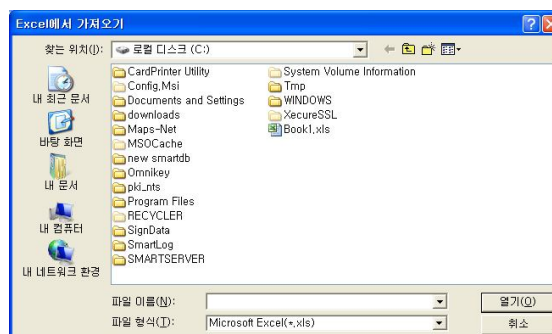 Excel에서 가져오기
찾는 위치(I): 로컬 디스크 (C:)
내 최근 문서
바탕 화면
내 문서
내 컴퓨터
내 네트워크 환경
CardPrinter Utility
Config.Msi
Documents and Settings
downloads
Maps-Net
MSOCache
new smartdb
Omnikey
pki_nts
Program Files
RECYCLER
SignData
SmartLog
SMARTSERVER
System Volume Information
Tmp
WINDOWS
XecureSSL
Book1.xls
파일 이름(N): 열기(O)
파일 형식(T): Microsoft Excel(*.xls) 취소